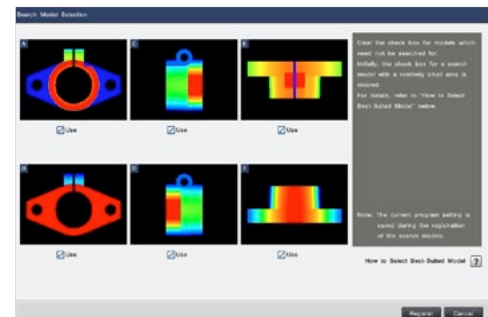 Search Model Selection
A
C
Use
Use
Use
Clear the check box for models which
need not be searched for.
Initially, the check box for a search
model with a relatively small area is
cleared.
For details, refer to "How to Select
Best-Suited Model" below.
Use
Use
Use
Note: The current program setting is
saved during the registration
of the search models.
How to Select Best-Suited Model ?
Register Cancel